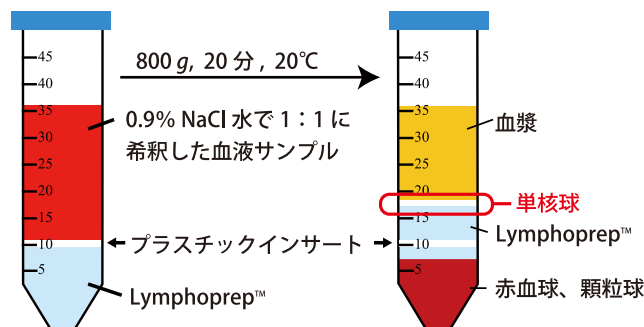 800 g, 20 分 , 20℃
45
40
35
30
25
20
15
10
5
0.9% NaCl 水で 1：1 に
希釈した血液サンプル
プラスチックインサート
Lymphoprep™
45
40
35
30
25
20
15
10
5
血漿
単核球
Lymphoprep™
赤血球、顆粒球